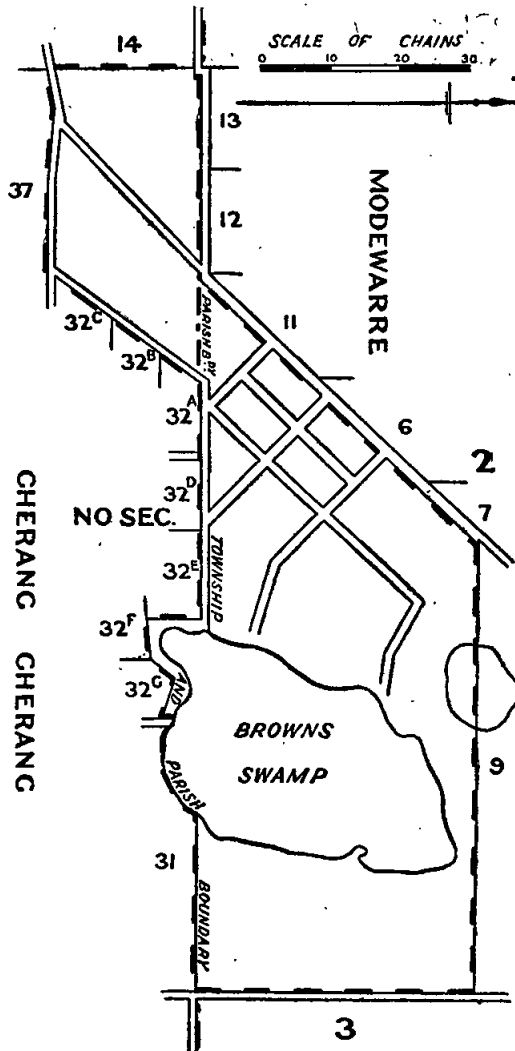 14
SCALE OF CHAINS
0 10 20 30
13
37
12
MODEWARRE
PARISH BDY
11
32C
32B
32A
6
2
32D
7
CHERANG CHERANG
NO SEC.
TOWNSHIP
32E
32F
32G
AND
BROWNS
SWAMP
9
PARISH
31
BOUNDARY
3